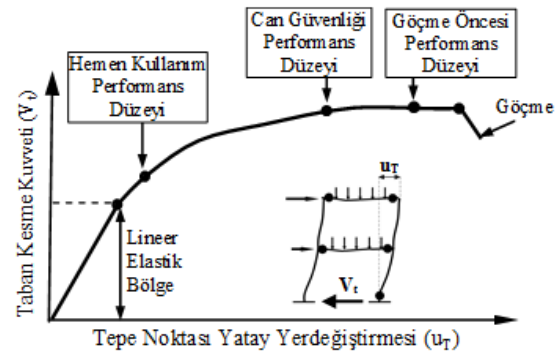 Can Güvenliği
Performans
Düzeyi
Göçme Öncesi
Performans
Düzeyi
Hemen Kullanım
Performans
Düzeyi
Göçme
Taban Kesme Kuvveti (Vt)
Lineer
Elastik
Bölge
uT
Vt
Tepe Noktası Yatay Yerdeğiştirmesi (uT)